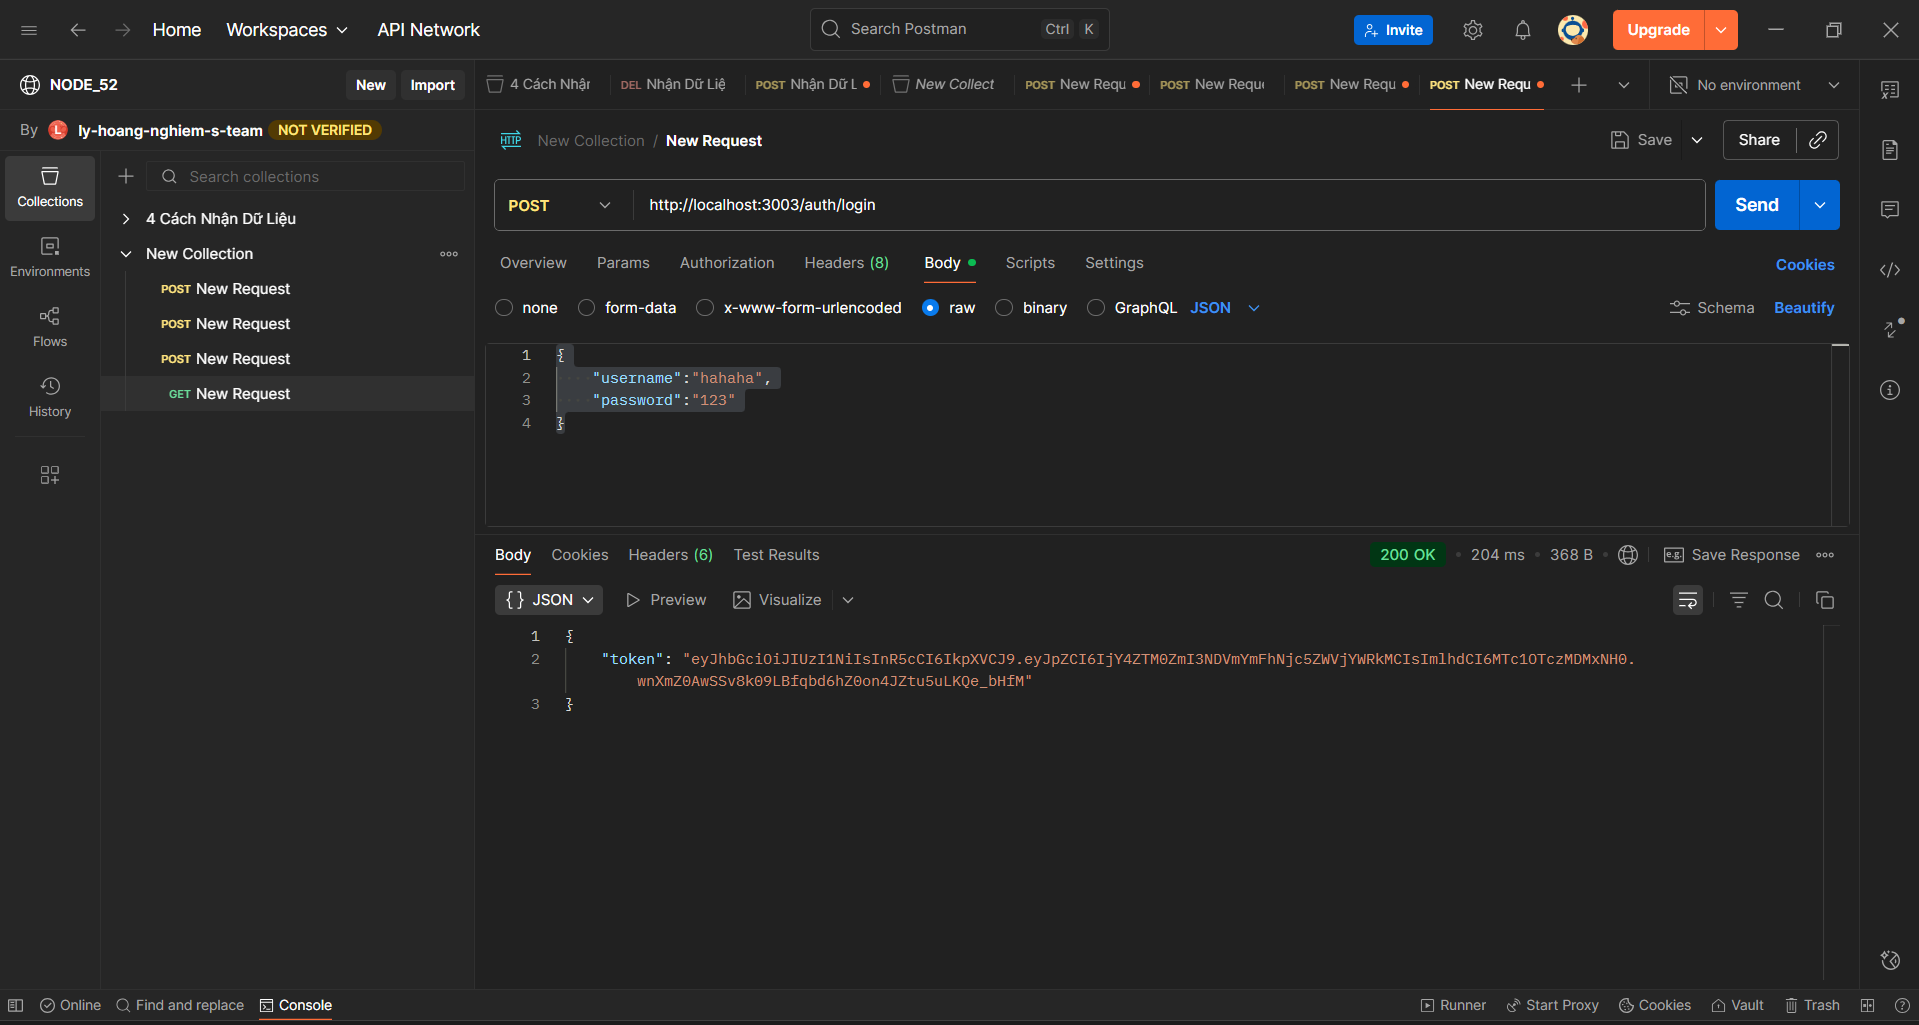 Home Workspaces API Network Search Postman Ctrl K Invite Upgrade
NODE_52 New Import
4 Cách Nhận DEL Nhận Dữ Liệ POST Nhận Dữ L New Collect POST New Requ POST New Reque POST New Requ POST New Requ No environment
By L ly-hoang-nghiem-s-team NOT VERIFIED
HTTP New Collection / New Request Save Share
Collections
Environments
Flows
History
Search collections
4 Cách Nhận Dữ Liệu
New Collection
POST New Request
POST New Request
POST New Request
GET New Request
POST http://localhost:3003/auth/login Send
Overview Params Authorization Headers (8) Body Scripts Settings Cookies
none form-data x-www-form-urlencoded raw binary GraphQL JSON Schema Beautify
1 {
2 "username":"hahaha",
3 "password":"123"
4 }
Body Cookies Headers (6) Test Results 200 OK 204 ms 368 B e.g. Save Response
{} JSON Preview Visualize
1 {
2 "token": "eyJhbGciOiJIUzI1NiIsInR5cCI6IkpXVCJ9.eyJpZCI6IjY4ZTM0ZmI3NDVmYmFhNjc5ZWVjYWRkMCIsImlhdCI6MTc1OTczMDMxNH0.
wnXmZ0AwSSv8k09LBfqbd6hZ0on4JZtu5uLKQe_bHfM"
3 }
Online Find and replace Console Runner Start Proxy Cookies Vault Trash